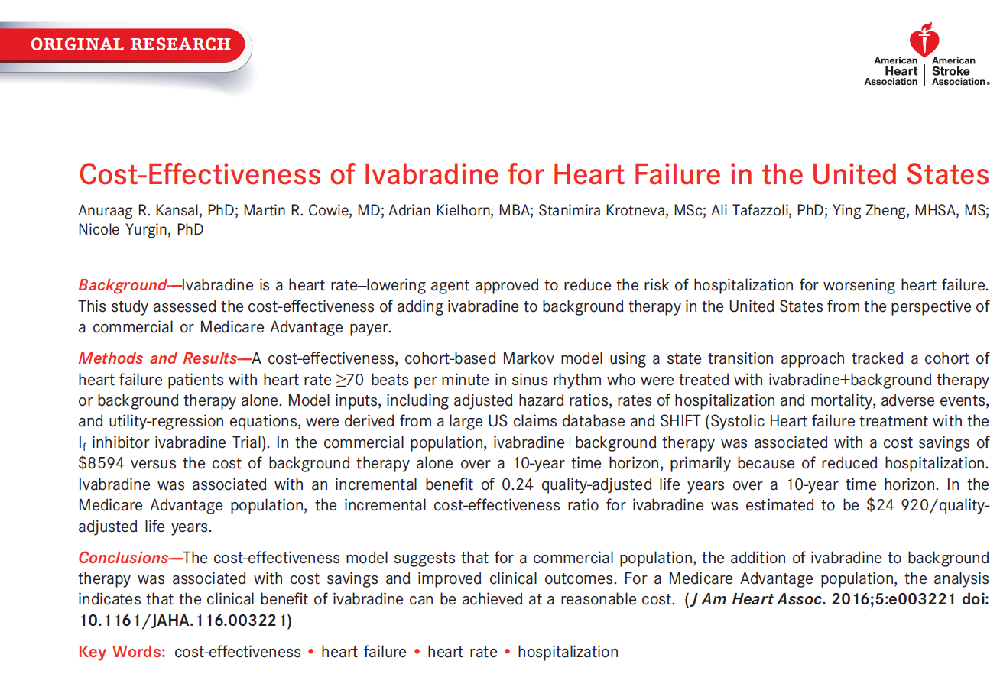 ORIGINAL RESEARCH
American
Heart
Association
American
Stroke
Association®
Cost-Effectiveness of Ivabradine for Heart Failure in the United States
Anuraag R. Kansal, PhD; Martin R. Cowie, MD; Adrian Kielhorn, MBA; Stanimira Krotneva, MSc; Ali Tafazzoli, PhD; Ying Zheng, MHSA, MS;
Nicole Yurgin, PhD
Background—Ivabradine is a heart rate–lowering agent approved to reduce the risk of hospitalization for worsening heart failure.
This study assessed the cost-effectiveness of adding ivabradine to background therapy in the United States from the perspective of
a commercial or Medicare Advantage payer.
Methods and Results—A cost-effectiveness, cohort-based Markov model using a state transition approach tracked a cohort of
heart failure patients with heart rate ≥70 beats per minute in sinus rhythm who were treated with ivabradine+background therapy
or background therapy alone. Model inputs, including adjusted hazard ratios, rates of hospitalization and mortality, adverse events,
and utility-regression equations, were derived from a large US claims database and SHIFT (Systolic Heart failure treatment with the
If inhibitor ivabradine Trial). In the commercial population, ivabradine+background therapy was associated with a cost savings of
$8594 versus the cost of background therapy alone over a 10-year time horizon, primarily because of reduced hospitalization.
Ivabradine was associated with an incremental benefit of 0.24 quality-adjusted life years over a 10-year time horizon. In the
Medicare Advantage population, the incremental cost-effectiveness ratio for ivabradine was estimated to be $24 920/quality-
adjusted life years.
Conclusions—The cost-effectiveness model suggests that for a commercial population, the addition of ivabradine to background
therapy was associated with cost savings and improved clinical outcomes. For a Medicare Advantage population, the analysis
indicates that the clinical benefit of ivabradine can be achieved at a reasonable cost. (J Am Heart Assoc. 2016;5:e003221 doi:
10.1161/JAHA.116.003221)
Key Words: cost-effectiveness • heart failure • heart rate • hospitalization